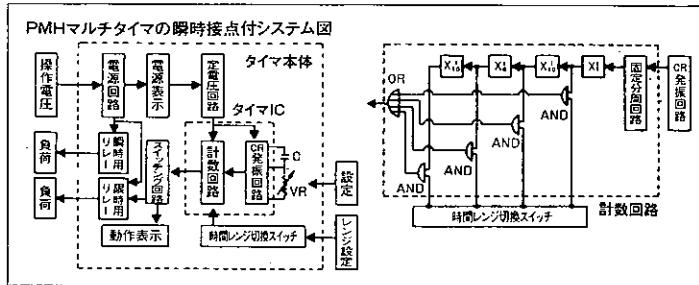 PMHマルチタイマの瞬時接点付システム図
タイマ本体
操作電圧
電源回路
電源表示
定電圧回路
タイマIC
負荷
瞬時用リレー
負荷
限時用リレー
スイッチング回路
計数回路
CR発振回路
C
VR
設定
動作表示
時間レンジ切換スイッチ
レンジ設定
OR
X1/10
X1/10
X1
固定分周回路
CR発振回路
AND
AND
AND
AND
時間レンジ切換スイッチ
計数回路